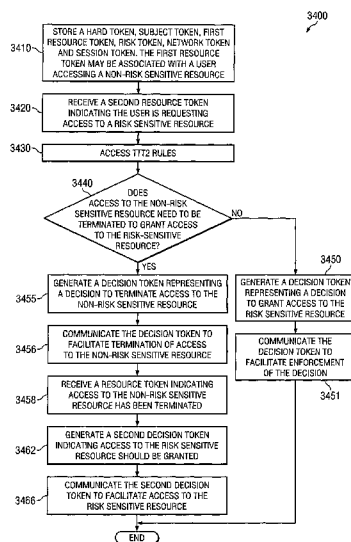 3400
3410
STORE A HARD TOKEN, SUBJECT TOKEN, FIRST
RESOURCE TOKEN, RISK TOKEN, NETWORK TOKEN
AND SESSION TOKEN. THE FIRST RESOURCE
TOKEN MAY BE ASSOCIATED WITH A USER
ACCESSING A NON-RISK SENSITIVE RESOURCE
3420
RECEIVE A SECOND RESOURCE TOKEN
INDICATING THE USER IS REQUESTING
ACCESS TO A RISK SENSITIVE RESOURCE
3430
ACCESS TTT2 RULES
3440
DOES
ACCESS TO THE NON-RISK
SENSITIVE RESOURCE NEED TO BE
TERMINATED TO GRANT ACCESS
TO THE RISK-SENSITIVE
RESOURCE?
NO
YES
3455
GENERATE A DECISION TOKEN REPRESENTING
A DECISION TO TERMINATE ACCESS TO THE
NON-RISK SENSITIVE RESOURCE
3450
GENERATE A DECISION TOKEN
REPRESENTING A DECISION
TO GRANT ACCESS TO THE
RISK SENSITIVE RESOURCE
3456
COMMUNICATE THE DECISION TOKEN TO
FACILITATE TERMINATION OF ACCESS
TO THE NON-RISK SENSITIVE RESOURCE
COMMUNICATE THE
DECISION TOKEN TO
FACILITATE ENFORCEMENT
OF THE DECISION
3451
3458
RECEIVE A RESOURCE TOKEN INDICATING
ACCESS TO THE NON-RISK SENSITIVE
RESOURCE HAS BEEN TERMINATED
3462
GENERATE A SECOND DECISION TOKEN
INDICATING ACCESS TO THE RISK SENSITIVE
RESOURCE SHOULD BE GRANTED
3466
COMMUNICATE THE SECOND DECISION
TOKEN TO FACILITATE ACCESS TO THE
RISK SENSITIVE RESOURCE
END